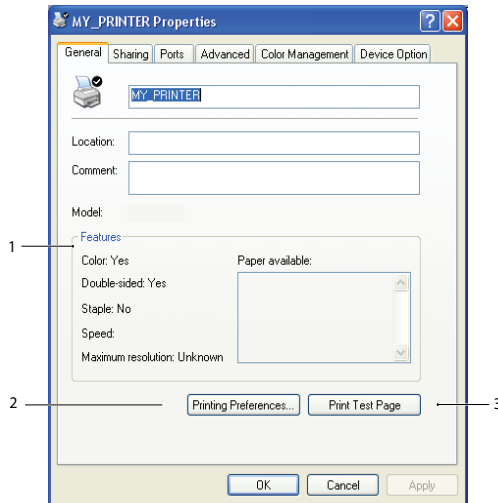 MY_PRINTER Properties
General Sharing Ports Advanced Color Management Device Option
MY_PRINTER
Location:
Comment:
Model:
1
Features
Color: Yes Paper available:
Double-sided: Yes
Staple: No
Speed:
Maximum resolution: Unknown
2 Printing Preferences... Print Test Page 3
OK Cancel Apply